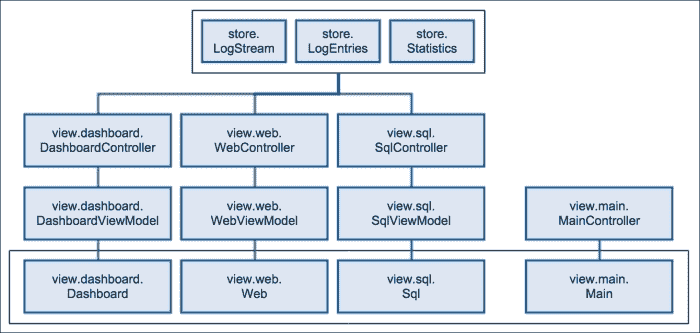 store.
LogStream
store.
LogEntries
store.
Statistics
view.dashboard.
DashboardController
view.web.
WebController
view.sql.
SqlController
view.dashboard.
DashboardViewModel
view.web.
WebViewModel
view.sql.
SqlViewModel
view.main.
MainController
view.dashboard.
Dashboard
view.web.
Web
view.sql.
Sql
view.main.
Main